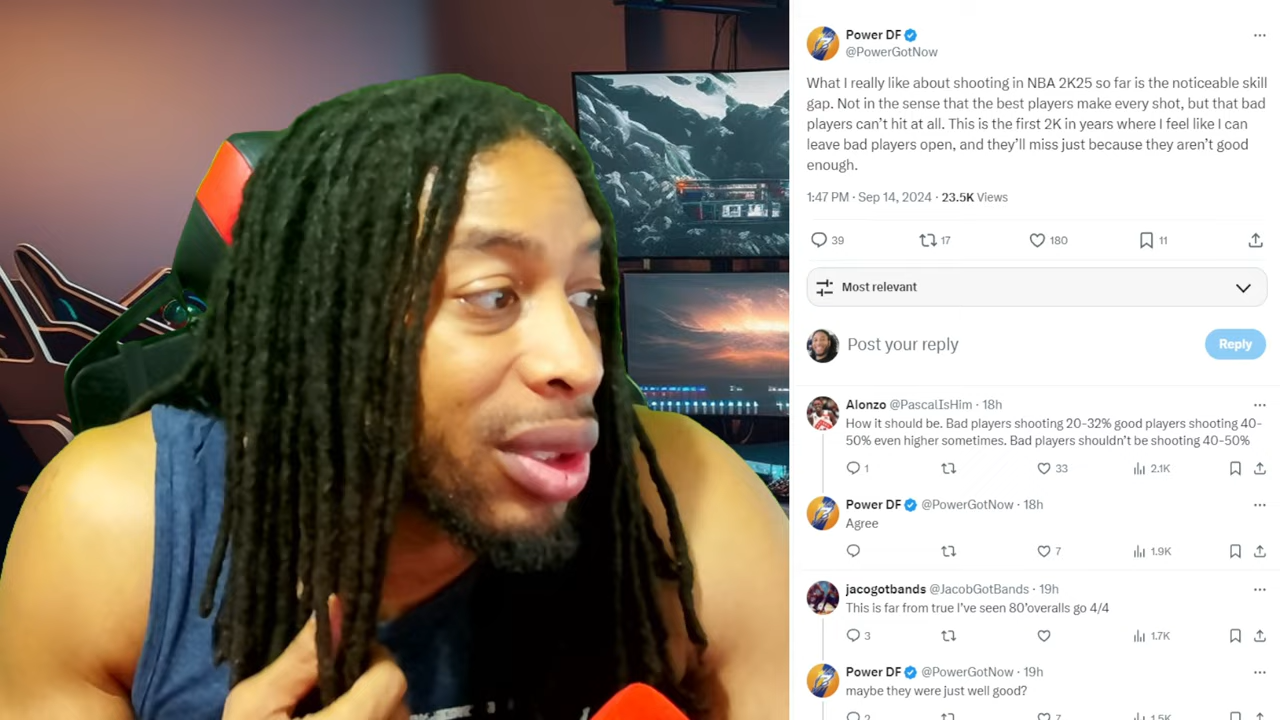 Power DF
@PowerGotNow
What I really like about shooting in NBA 2K25 so far is the noticeable skill
gap. Not in the sense that the best players make every shot, but that bad
players can't hit at all. This is the first 2K in years where I feel like I can
leave bad players open, and they'll miss just because they aren't good
enough.
1:47 PM · Sep 14, 2024 · 23.5K Views
39 17 180 11
Most relevant
Post your reply Reply
Alonzo @PascalIsHim · 18h
How it should be. Bad players shooting 20-32% good players shooting 40-
50% even higher sometimes. Bad players shouldn't be shooting 40-50%
1 33 2.1K
Power DF @PowerGotNow · 18h
Agree
7 1.9K
jacogotbands @JacobGotBands · 19h
This is far from true I've seen 80'overalls go 4/4
3 1.7K
Power DF @PowerGotNow · 19h
maybe they were just well good?
2 7 1.5K